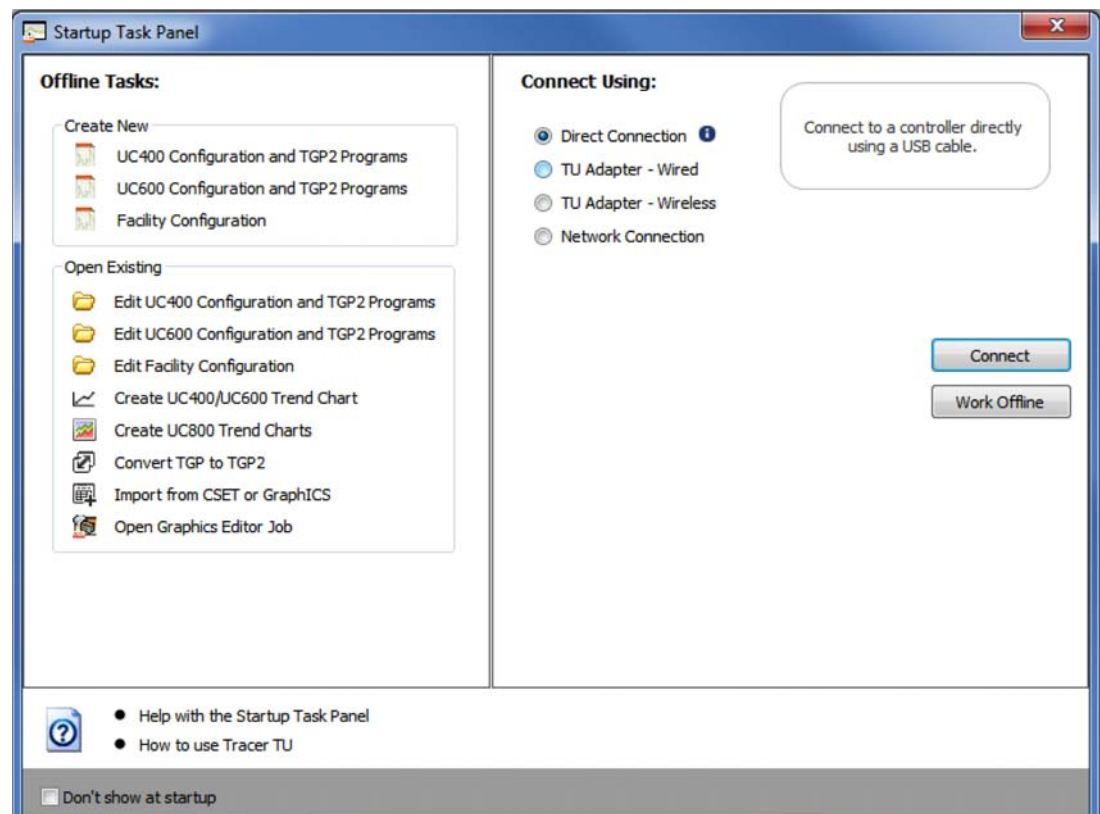 Startup Task Panel
Offline Tasks:
Create New
UC400 Configuration and TGP2 Programs
UC600 Configuration and TGP2 Programs
Facility Configuration
Open Existing
Edit UC400 Configuration and TGP2 Programs
Edit UC600 Configuration and TGP2 Programs
Edit Facility Configuration
Create UC400/UC600 Trend Chart
Create UC800 Trend Charts
Convert TGP to TGP2
Import from CSET or GraphICS
Open Graphics Editor Job
Connect Using:
Direct Connection
TU Adapter - Wired
TU Adapter - Wireless
Network Connection
Connect to a controller directly
using a USB cable.
Connect
Work Offline
Help with the Startup Task Panel
How to use Tracer TU
Don't show at startup